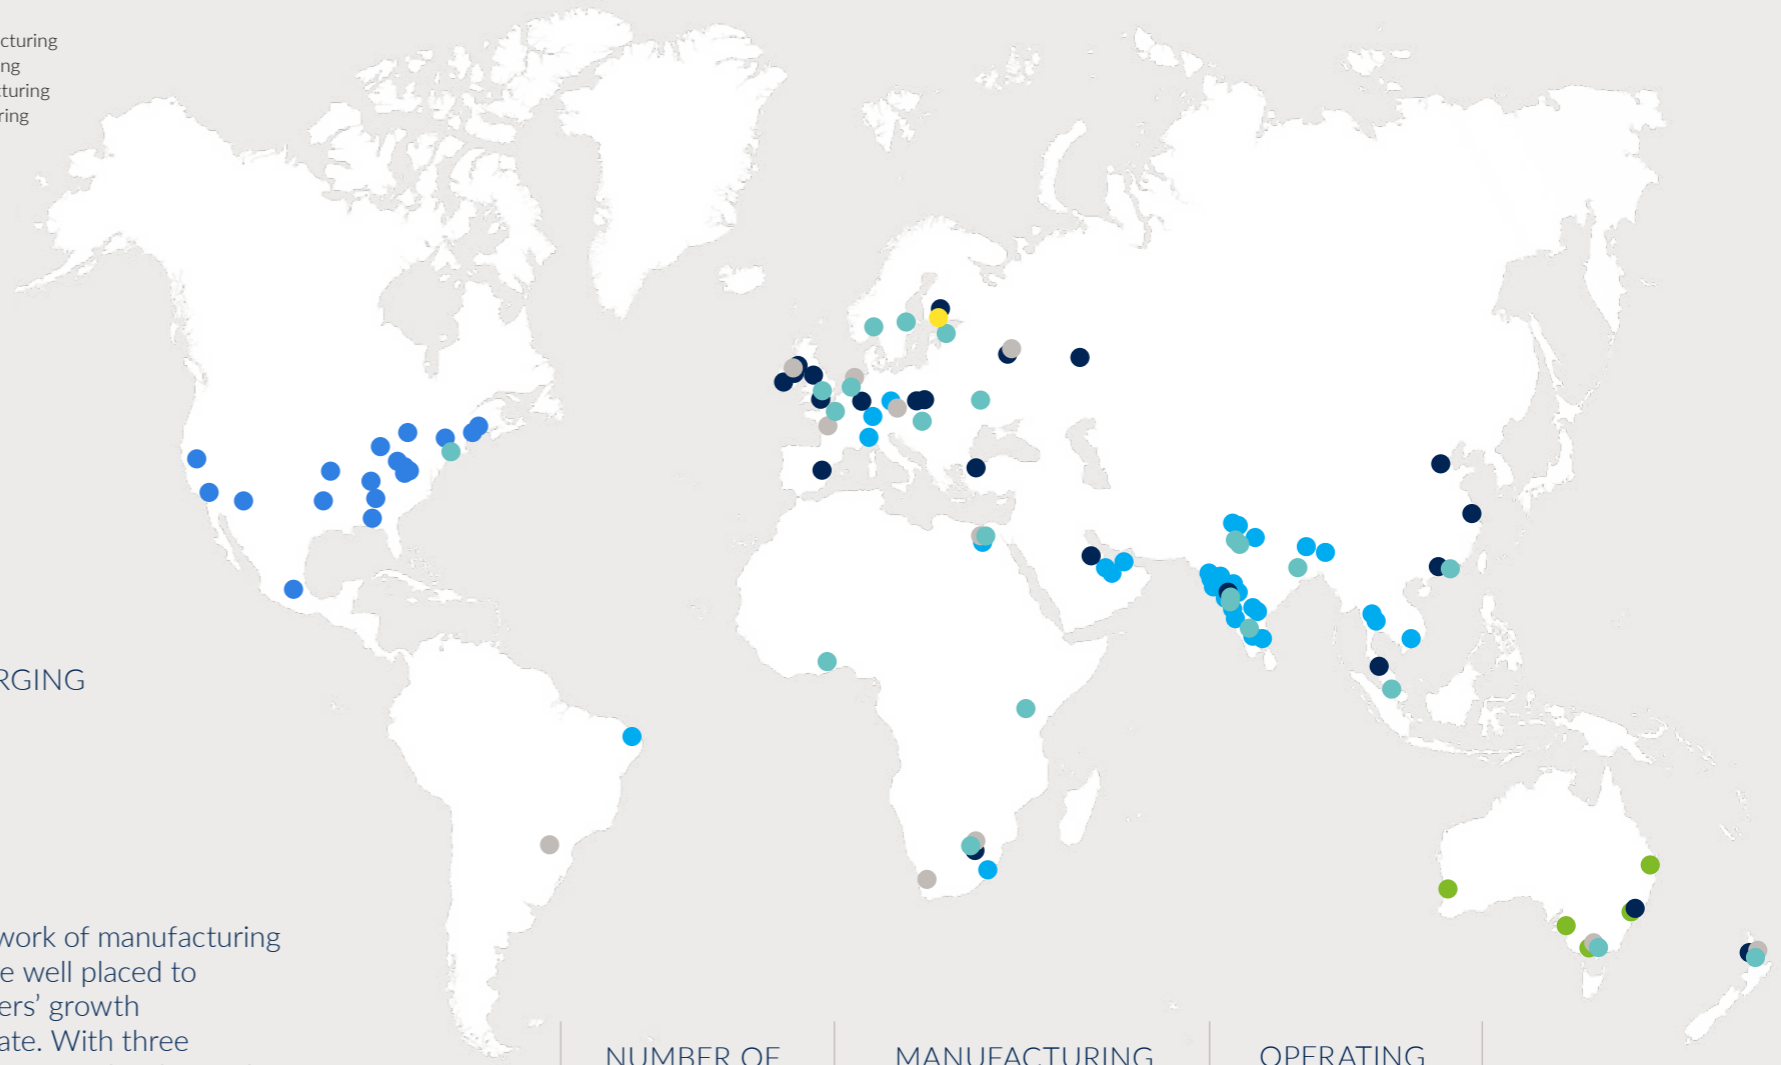 cturing
ng
cturing
ring
RGING
work of manufacturing
e well placed to
ers’ growth
ate. With three
NUMBER OF
MANUFACTURING
OPERATING